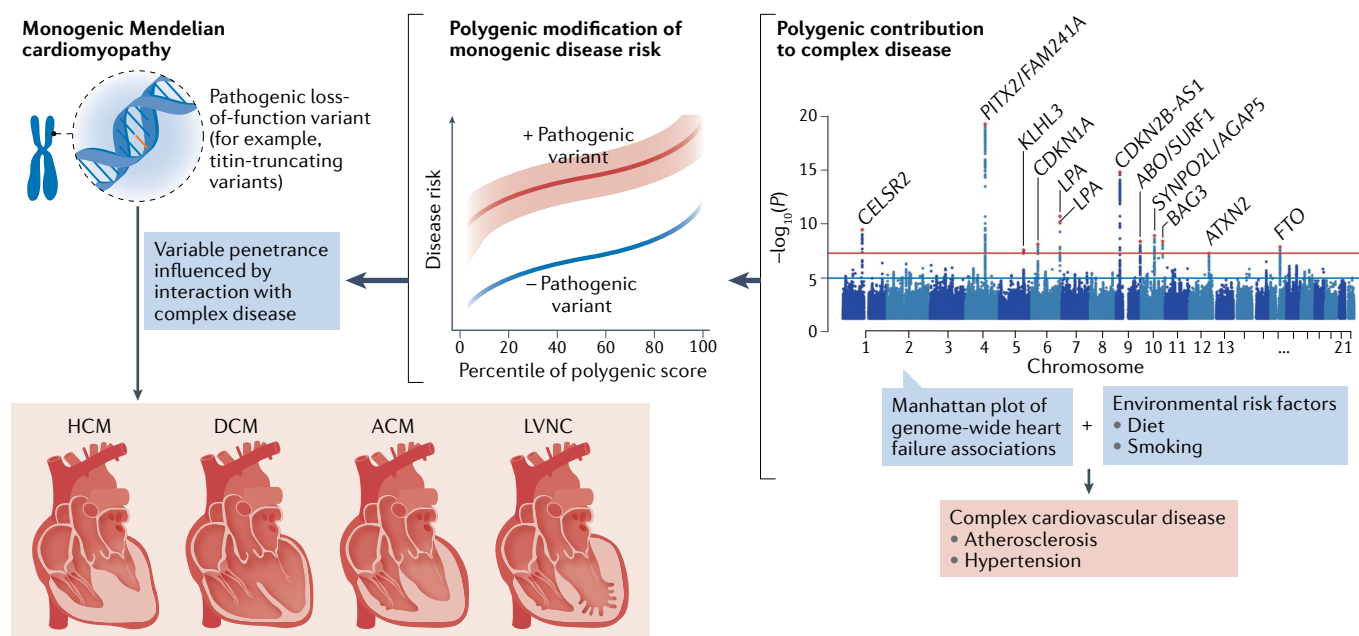 Monogenic Mendelian
cardiomyopathy
Pathogenic loss-
of-function variant
(for example,
titin-truncating
variants)
Variable penetrance
influenced by
interaction with
complex disease
HCM
DCM
ACM
LVNC
Polygenic modification of
monogenic disease risk
Disease risk
+ Pathogenic
variant
– Pathogenic
variant
0
20
40
60
80
100
Percentile of polygenic score
Polygenic contribution
to complex disease
–log10(P)
20
15
10
5
0
CELSR2
PITX2/FAM241A
KLHL3
CDKN1A
LPA
LPA
CDKN2B-AS1
ABO/SURF1
SYNPO2L/AGAP5
BAG3
ATXN2
FTO
1
2
3
4
5
6
7
8
9
10
11
12
13
...
21
Chromosome
Manhattan plot of
genome-wide heart
failure associations
+
Environmental risk factors
• Diet
• Smoking
Complex cardiovascular disease
• Atherosclerosis
• Hypertension